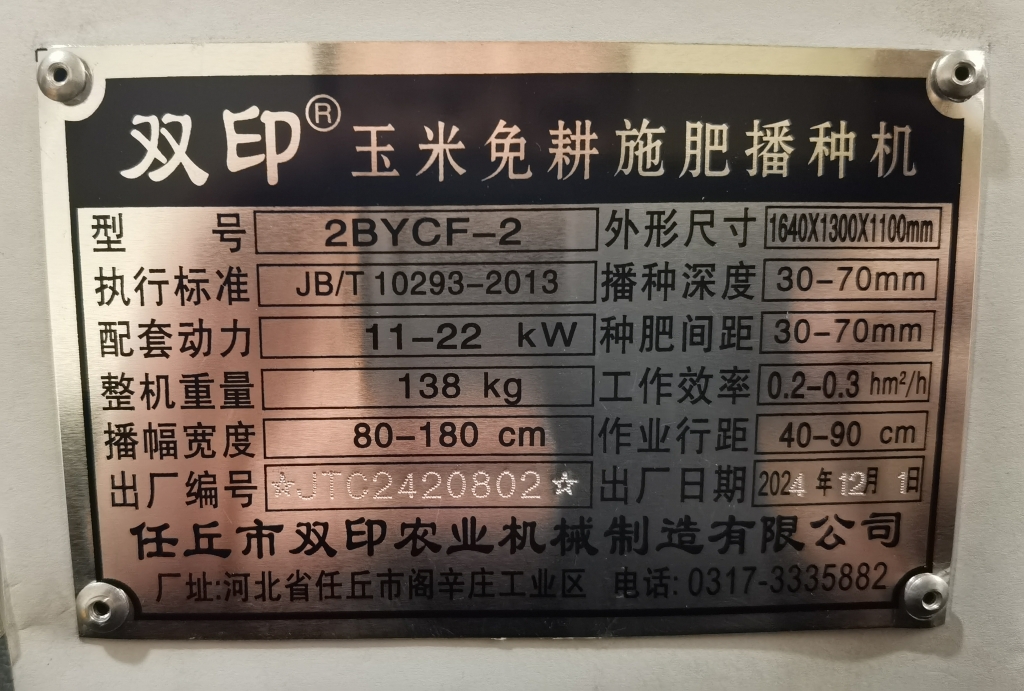 双印® 玉米免耕施肥播种机
型 号 2BYCF-2 外形尺寸 1640X1300X1100mm
执行标准 JB/T 10293-2013 播种深度 30-70mm
配套动力 11-22 kW 种肥间距 30-70mm
整机重量 138 kg 工作效率 0.2-0.3 hm²/h
播幅宽度 80-180 cm 作业行距 40-90 cm
出厂编号 ☆JTC2420802☆ 出厂日期 2024年12月1日
任丘市双印农业机械制造有限公司
厂址:河北省任丘市阁辛庄工业区 电话: 0317-3335882